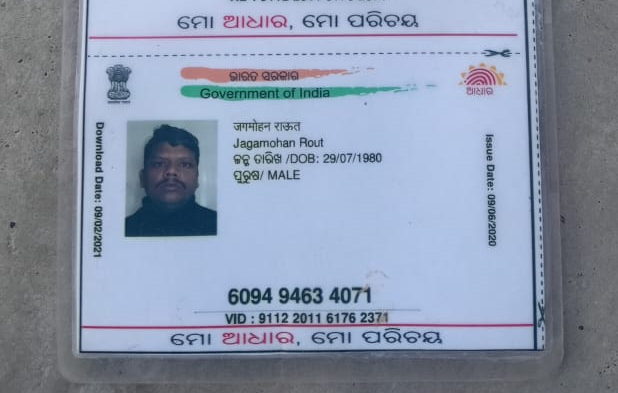 ମୋ ଆଧାର, ମୋ ପରିଚୟ
ଭାରତ ସରକାର
Government of India
ଆଧାର
जगमोहन राऊत
Jagamohan Rout
ଜନ୍ମ ତାରିଖ /DOB: 29/07/1980
ପୁରୁଷ/ MALE
Download Date: 09/02/2021
Issue Date: 09/06/2020
6094 9463 4071
VID : 9112 2011 6176 2371
ମୋ ଆଧାର, ମୋ ପରିଚୟ